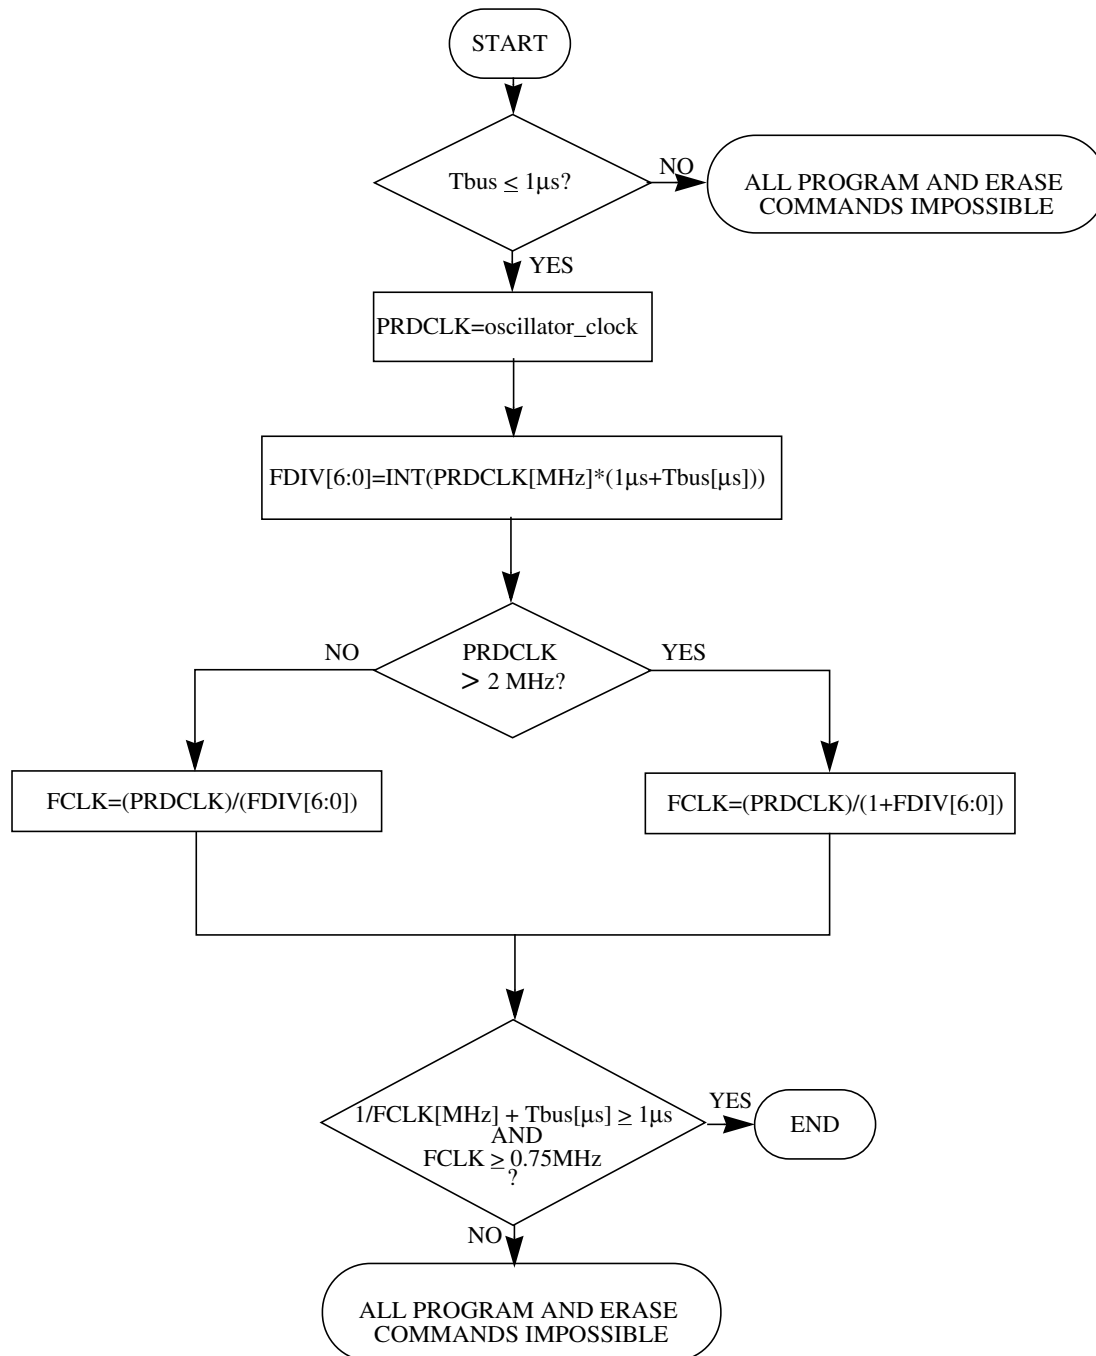 START
Tbus ≤ 1μs?
NO
ALL PROGRAM AND ERASE
COMMANDS IMPOSSIBLE
YES
PRDCLK=oscillator_clock
FDIV[6:0]=INT(PRDCLK[MHz]*(1μs+Tbus[μs]))
NO
PRDCLK
> 2 MHz?
YES
FCLK=(PRDCLK)/(FDIV[6:0])
FCLK=(PRDCLK)/(1+FDIV[6:0])
1/FCLK[MHz] + Tbus[μs] ≥ 1μs
AND
FCLK ≥ 0.75MHz
?
YES
END
NO
ALL PROGRAM AND ERASE
COMMANDS IMPOSSIBLE